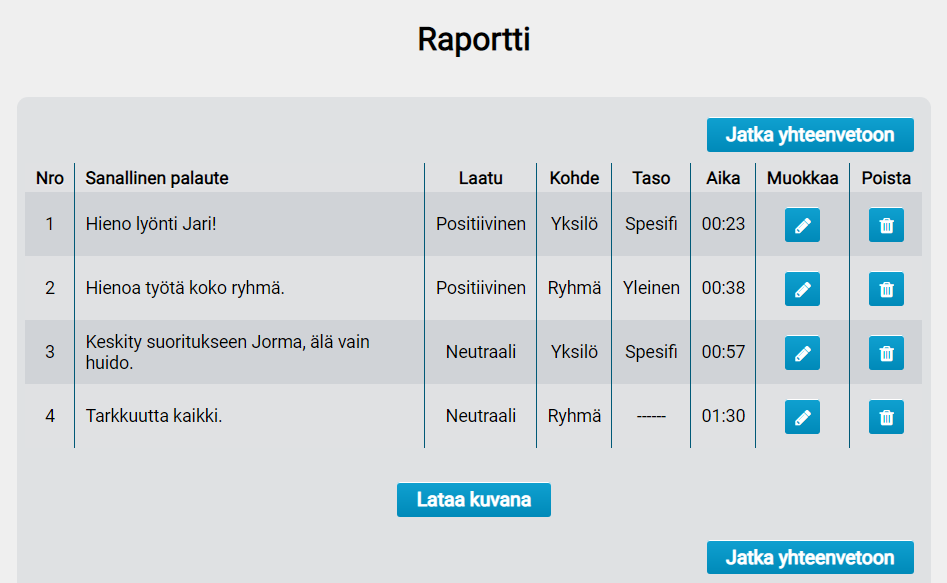 Raportti
Jatka yhteenvetoon
Nro Sanallinen palaute Laatu Kohde Taso Aika Muokkaa Poista
1 Hieno lyönti Jari! Positiivinen Yksilö Spesifi 00:23
2 Hienoa työtä koko ryhmä. Positiivinen Ryhmä Yleinen 00:38
3 Keskity suoritukseen Jorma, älä vain
huido. Neutraali Yksilö Spesifi 00:57
4 Tarkkuutta kaikki. Neutraali Ryhmä ------ 01:30
Lataa kuvana
Jatka yhteenvetoon